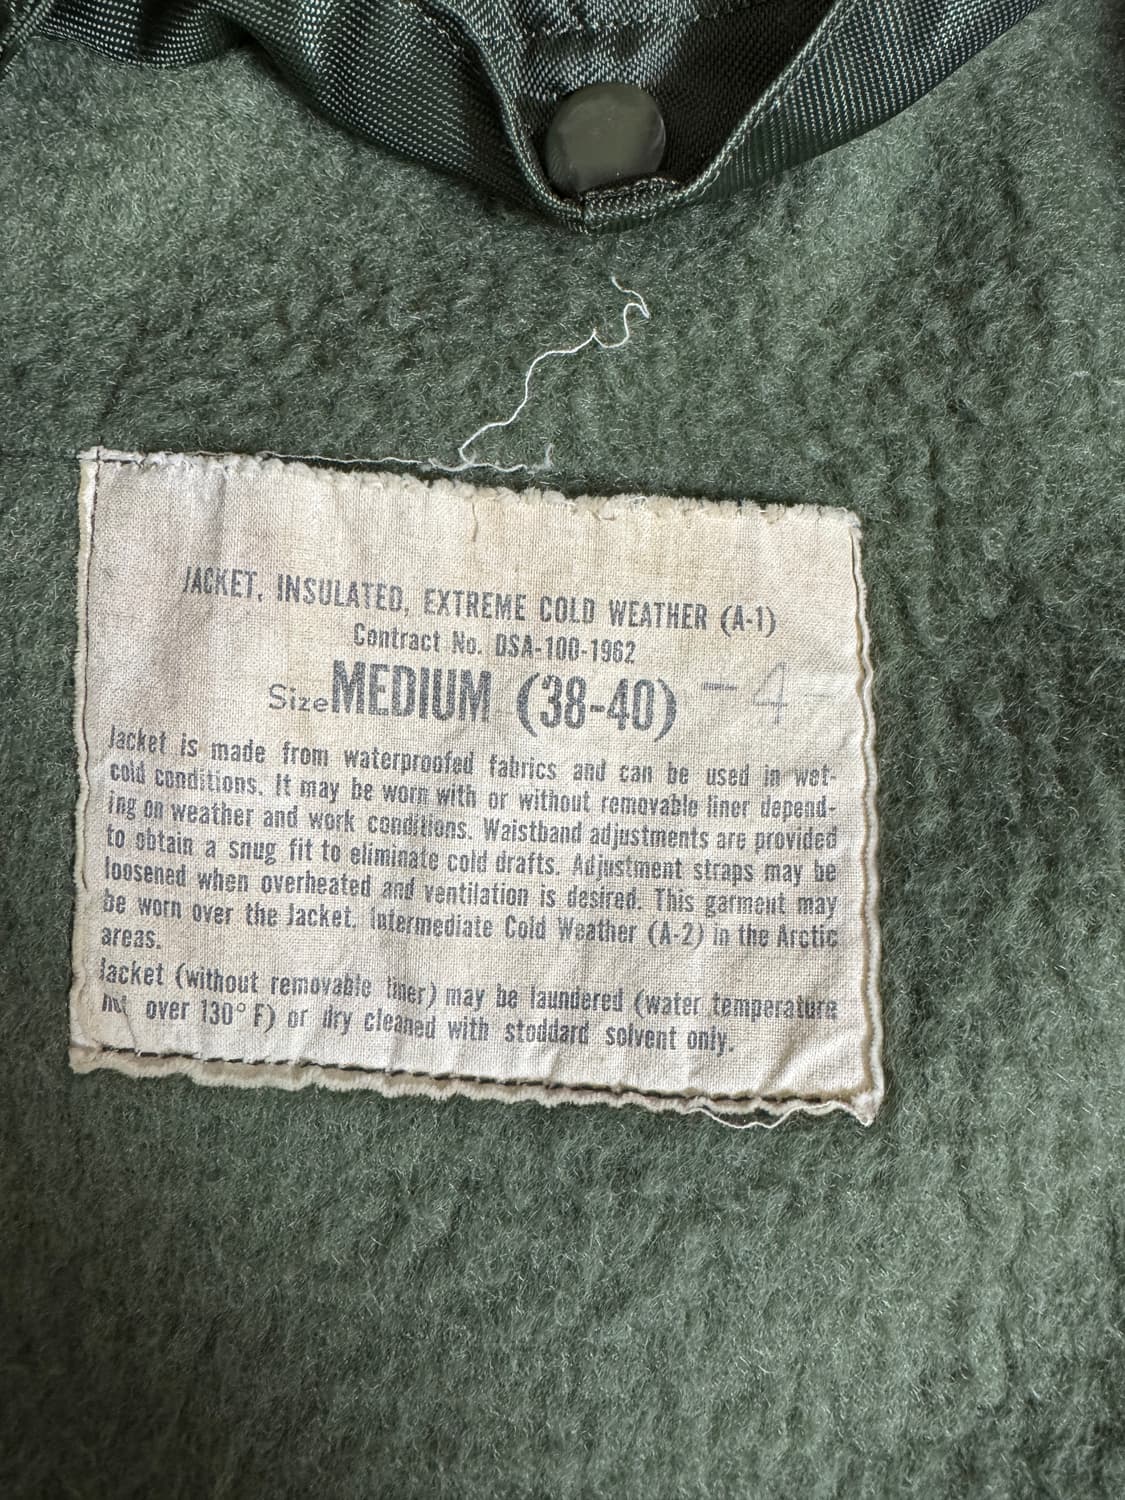 JACKET, INSULATED, EXTREME COLD WEATHER (A-1)
Contract No. DSA-100-1962
Size MEDIUM (38-40) -4-
Jacket is made from waterproofed fabrics and can be used in wet-
cold conditions. It may be worn with or without removable liner depend-
ing on weather and work conditions. Waistband adjustments are provided
to obtain a snug fit to eliminate cold drafts. Adjustment straps may be
loosened when overheated and ventilation is desired. This garment may
be worn over the Jacket, Intermediate Cold Weather (A-2) in the Arctic
areas.
Jacket (without removable liner) may be laundered (water temperature
not over 130° F) or dry cleaned with stoddard solvent only.